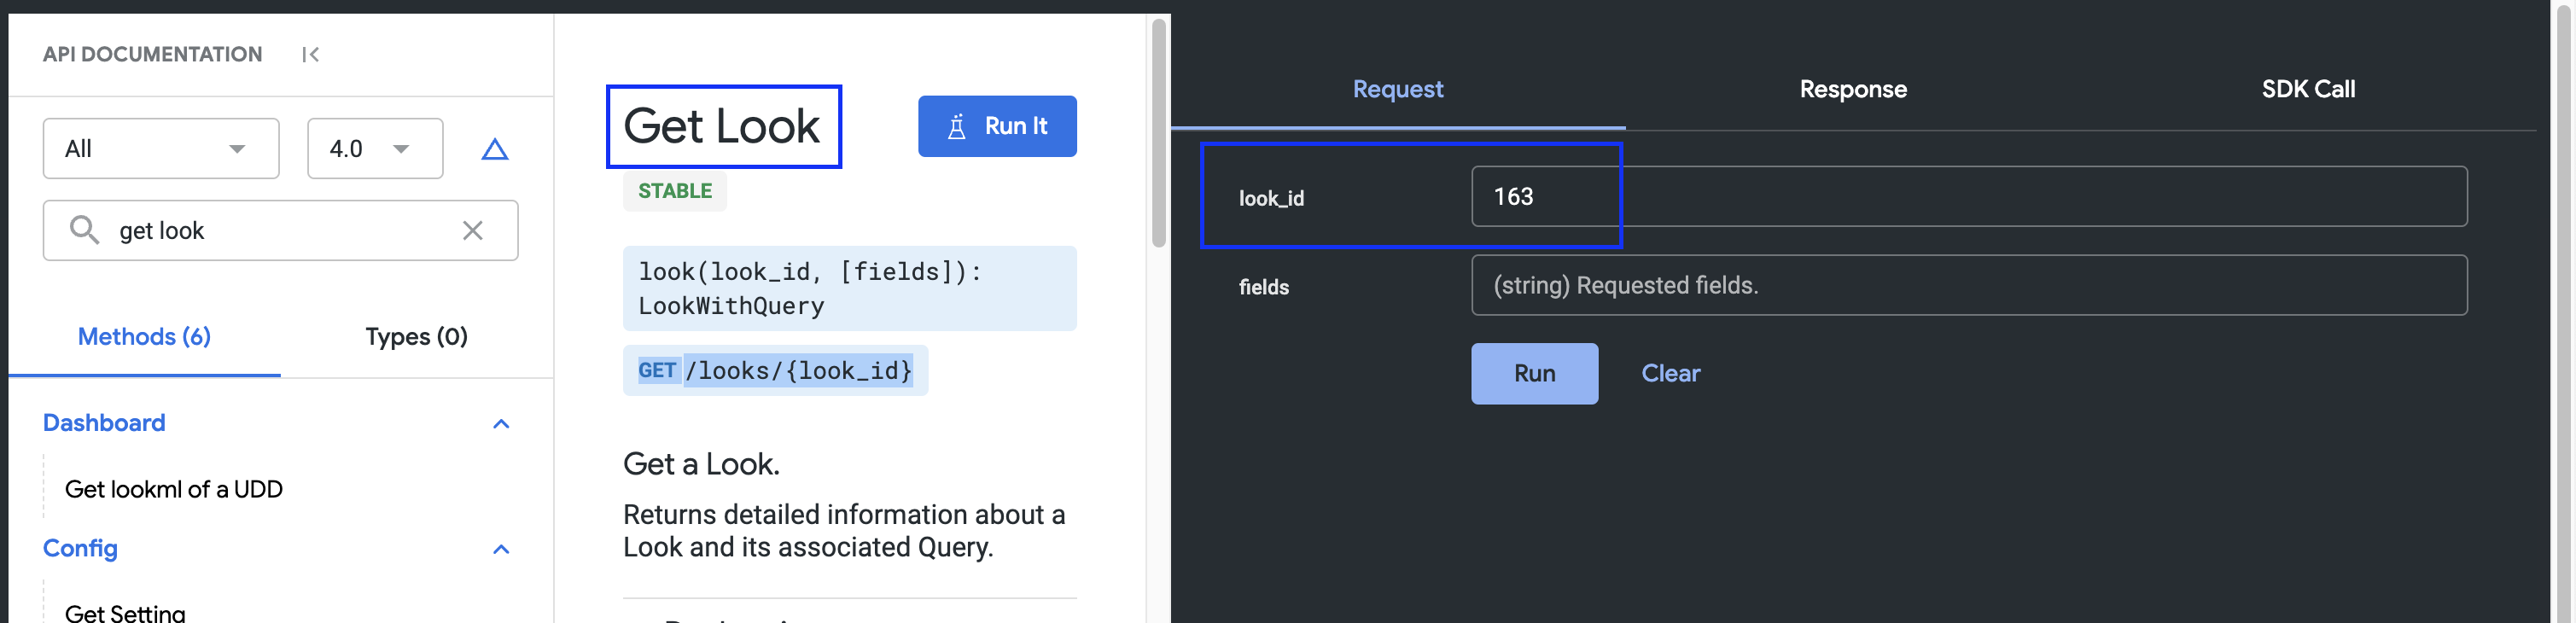 API DOCUMENTATION
All
4.0
get look
Methods (6)
Types (0)
Dashboard
Get lookml of a UDD
Config
Get Setting
Get Look
Run It
STABLE
look(look_id, [fields]):
LookWithQuery
GET /looks/{look_id}
Get a Look.
Returns detailed information about a
Look and its associated Query.
Request
Response
SDK Call
look_id
163
fields
(string) Requested fields.
Run
Clear